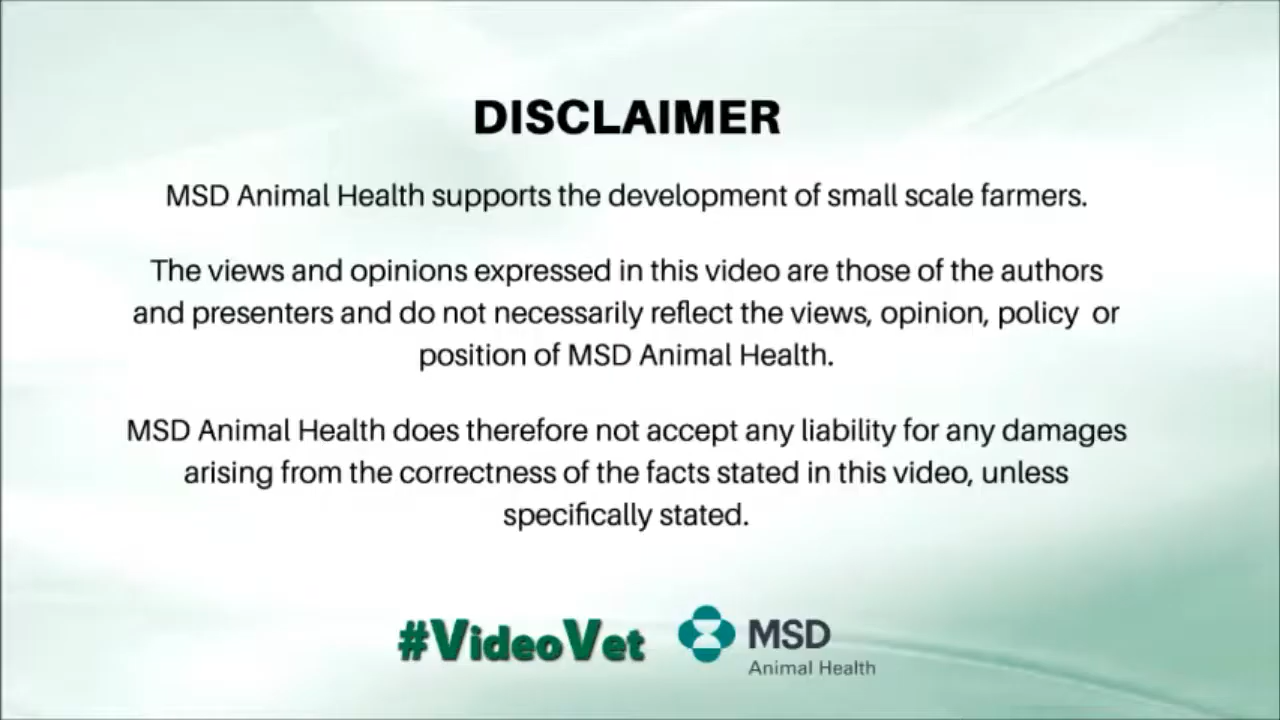 DISCLAIMER
MSD Animal Health supports the development of small scale farmers.
The views and opinions expressed in this video are those of the authors
and presenters and do not necessarily reflect the views, opinion, policy or
position of MSD Animal Health.
MSD Animal Health does therefore not accept any liability for any damages
arising from the correctness of the facts stated in this video, unless
specifically stated.
#VideoVet
MSD
Animal Health